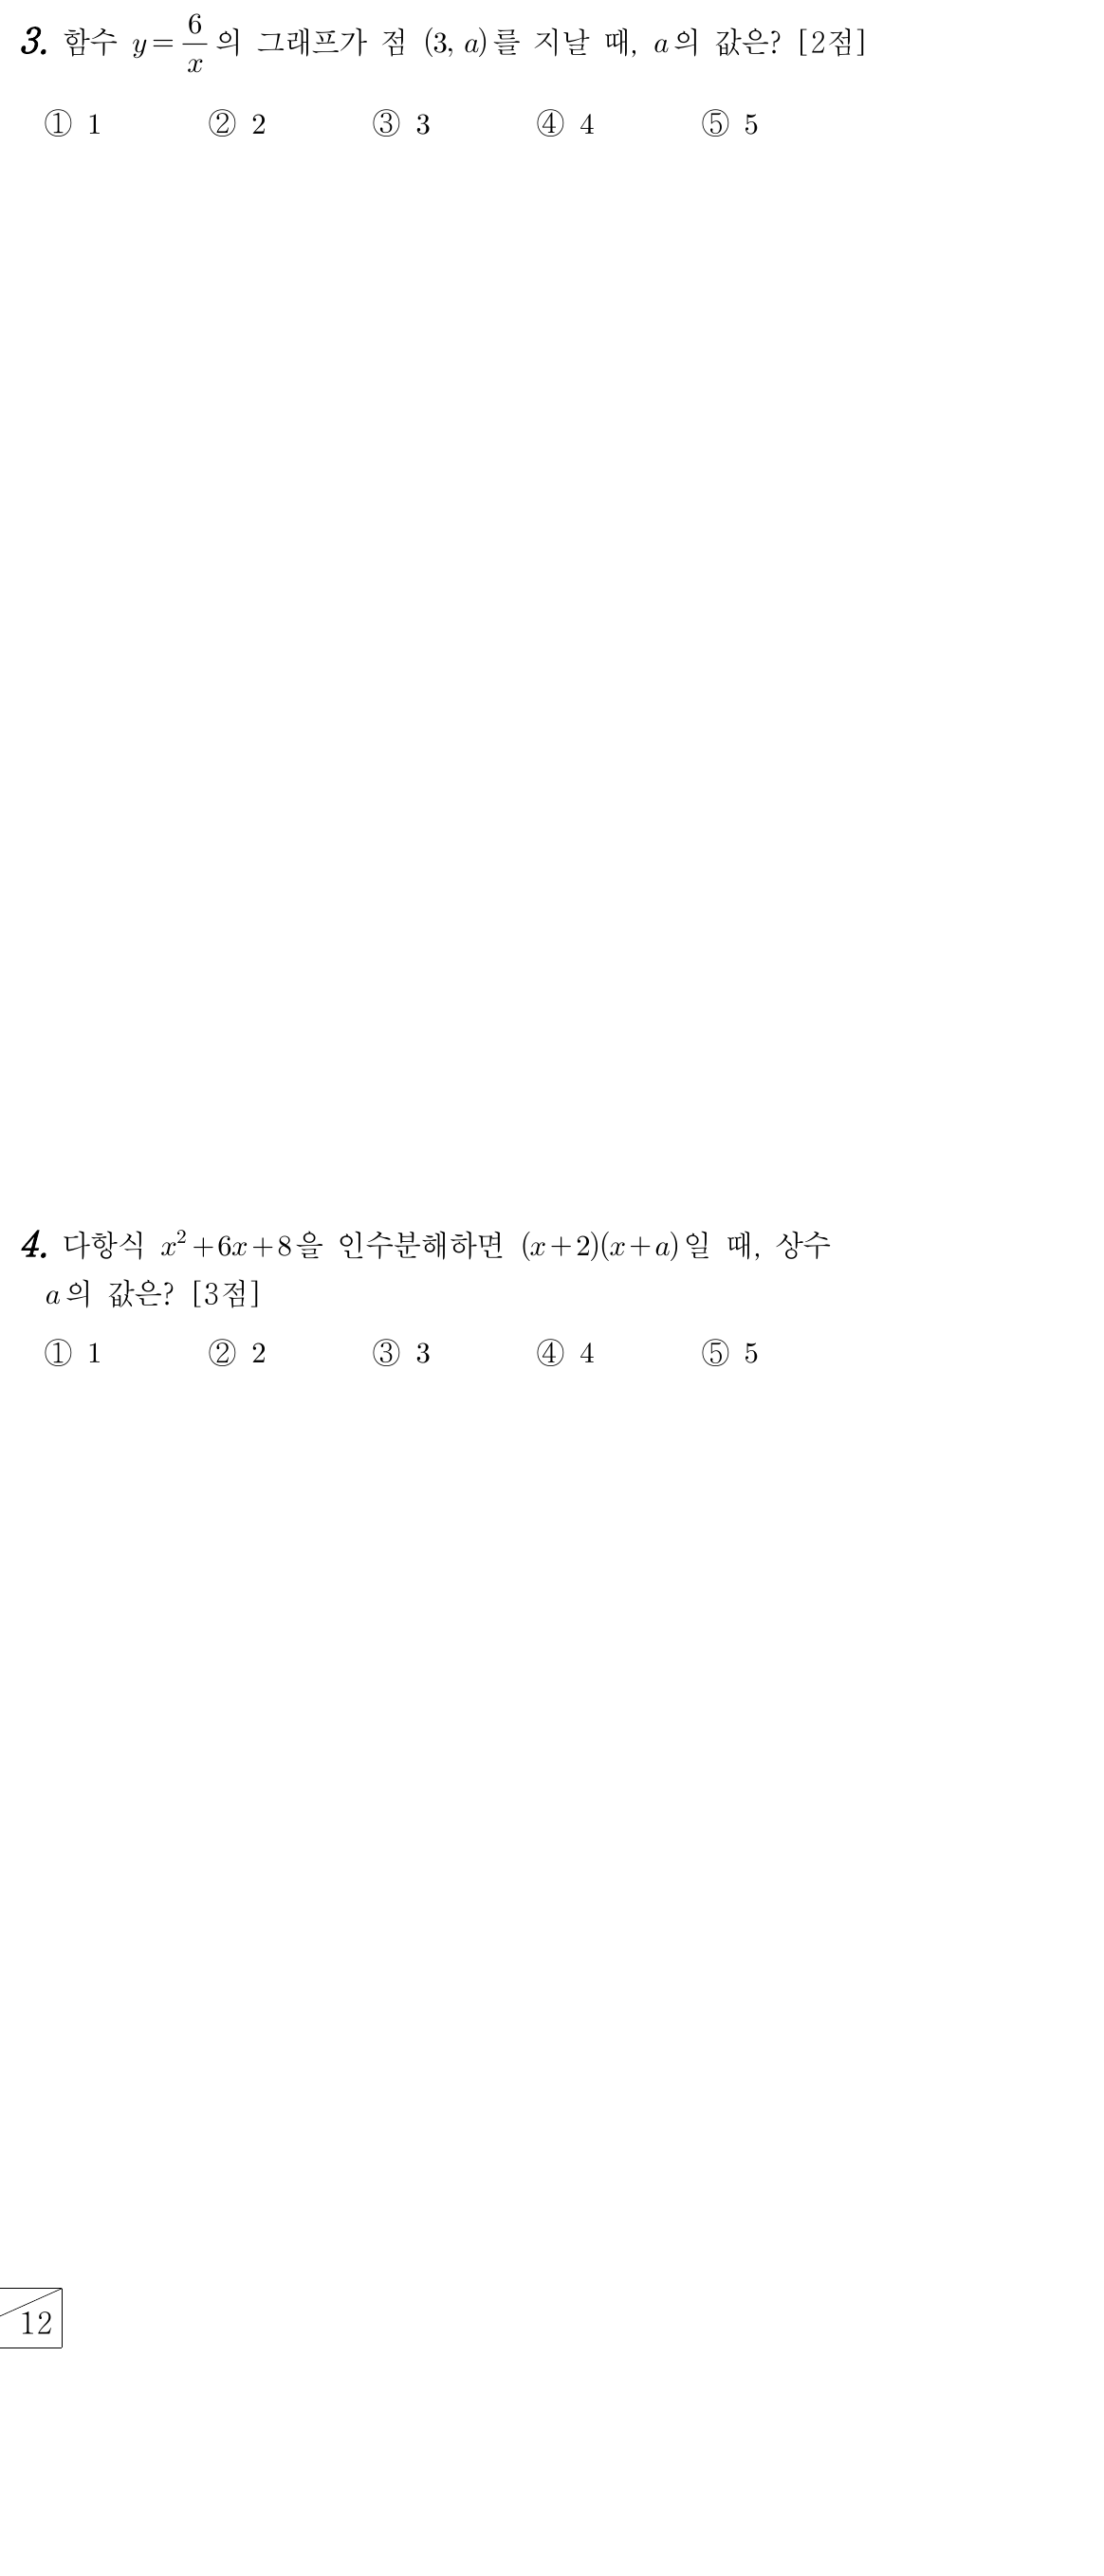 3. 함수 y=6/x의 그래프가 점 (3, a)를 지날 때, a의 값은? [2점]
① 1 ② 2 ③ 3 ④ 4 ⑤ 5
4. 다항식 x²+6x+8을 인수분해하면 (x+2)(x+a)일 때, 상수
a의 값은? [3점]
① 1 ② 2 ③ 3 ④ 4 ⑤ 5
12